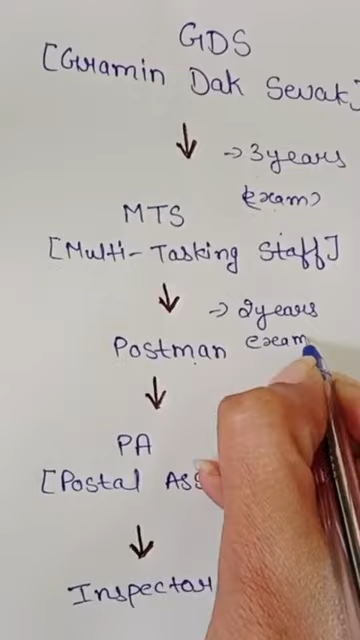 GDS
[Gramin Dak Sevak]
→ 3 years
(exam)
MTS
[Multi-Tasking Staff]
→ 2 years
exam
Postman
PA
[Postal Ass
Inspector